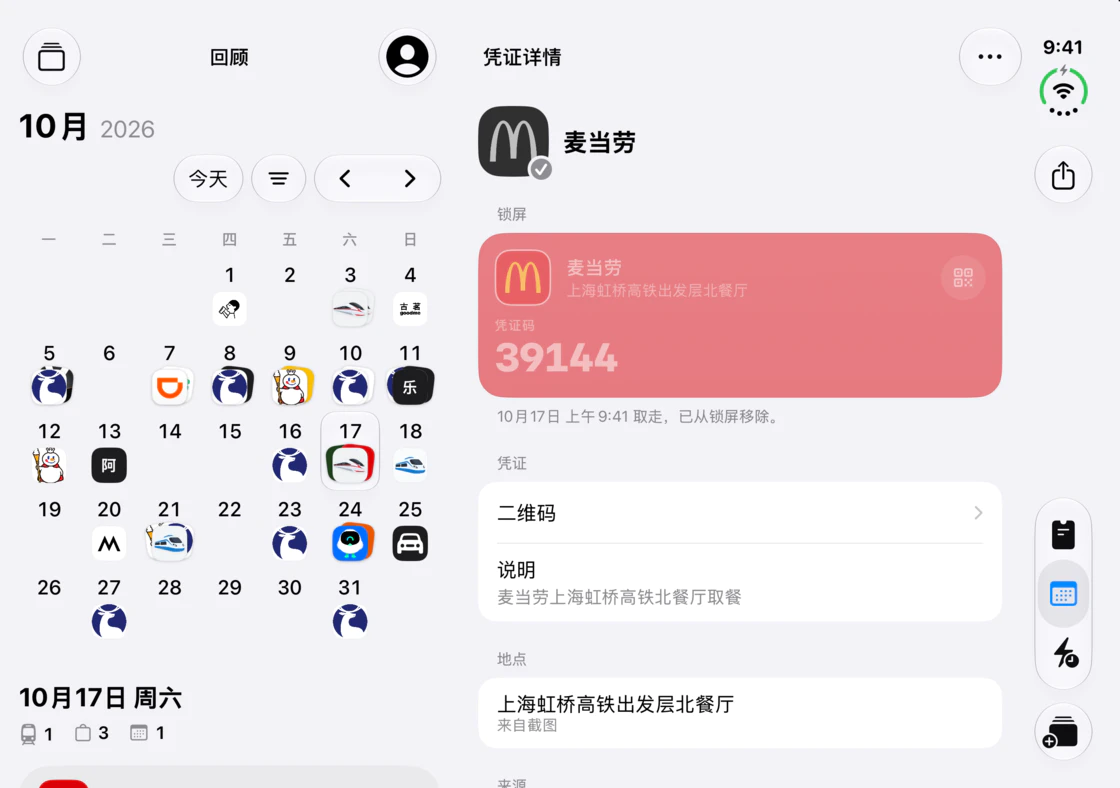 回顾
10月 2026
今天
一 二 三 四 五 六 日
1 2 3 4
古茗
goodme
5 6 7 8 9 10 11
乐
12 13 14 15 16 17 18
阿
19 20 21 22 23 24 25
26 27 28 29 30 31
10月17日 周六
1 3 1
凭证详情
麦当劳
锁屏
麦当劳
上海虹桥高铁出发层北餐厅
凭证码
39144
10月17日 上午9:41 取走，已从锁屏移除。
凭证
二维码
说明
麦当劳上海虹桥高铁北餐厅取餐
地点
上海虹桥高铁出发层北餐厅
来自截图
来源
9:41